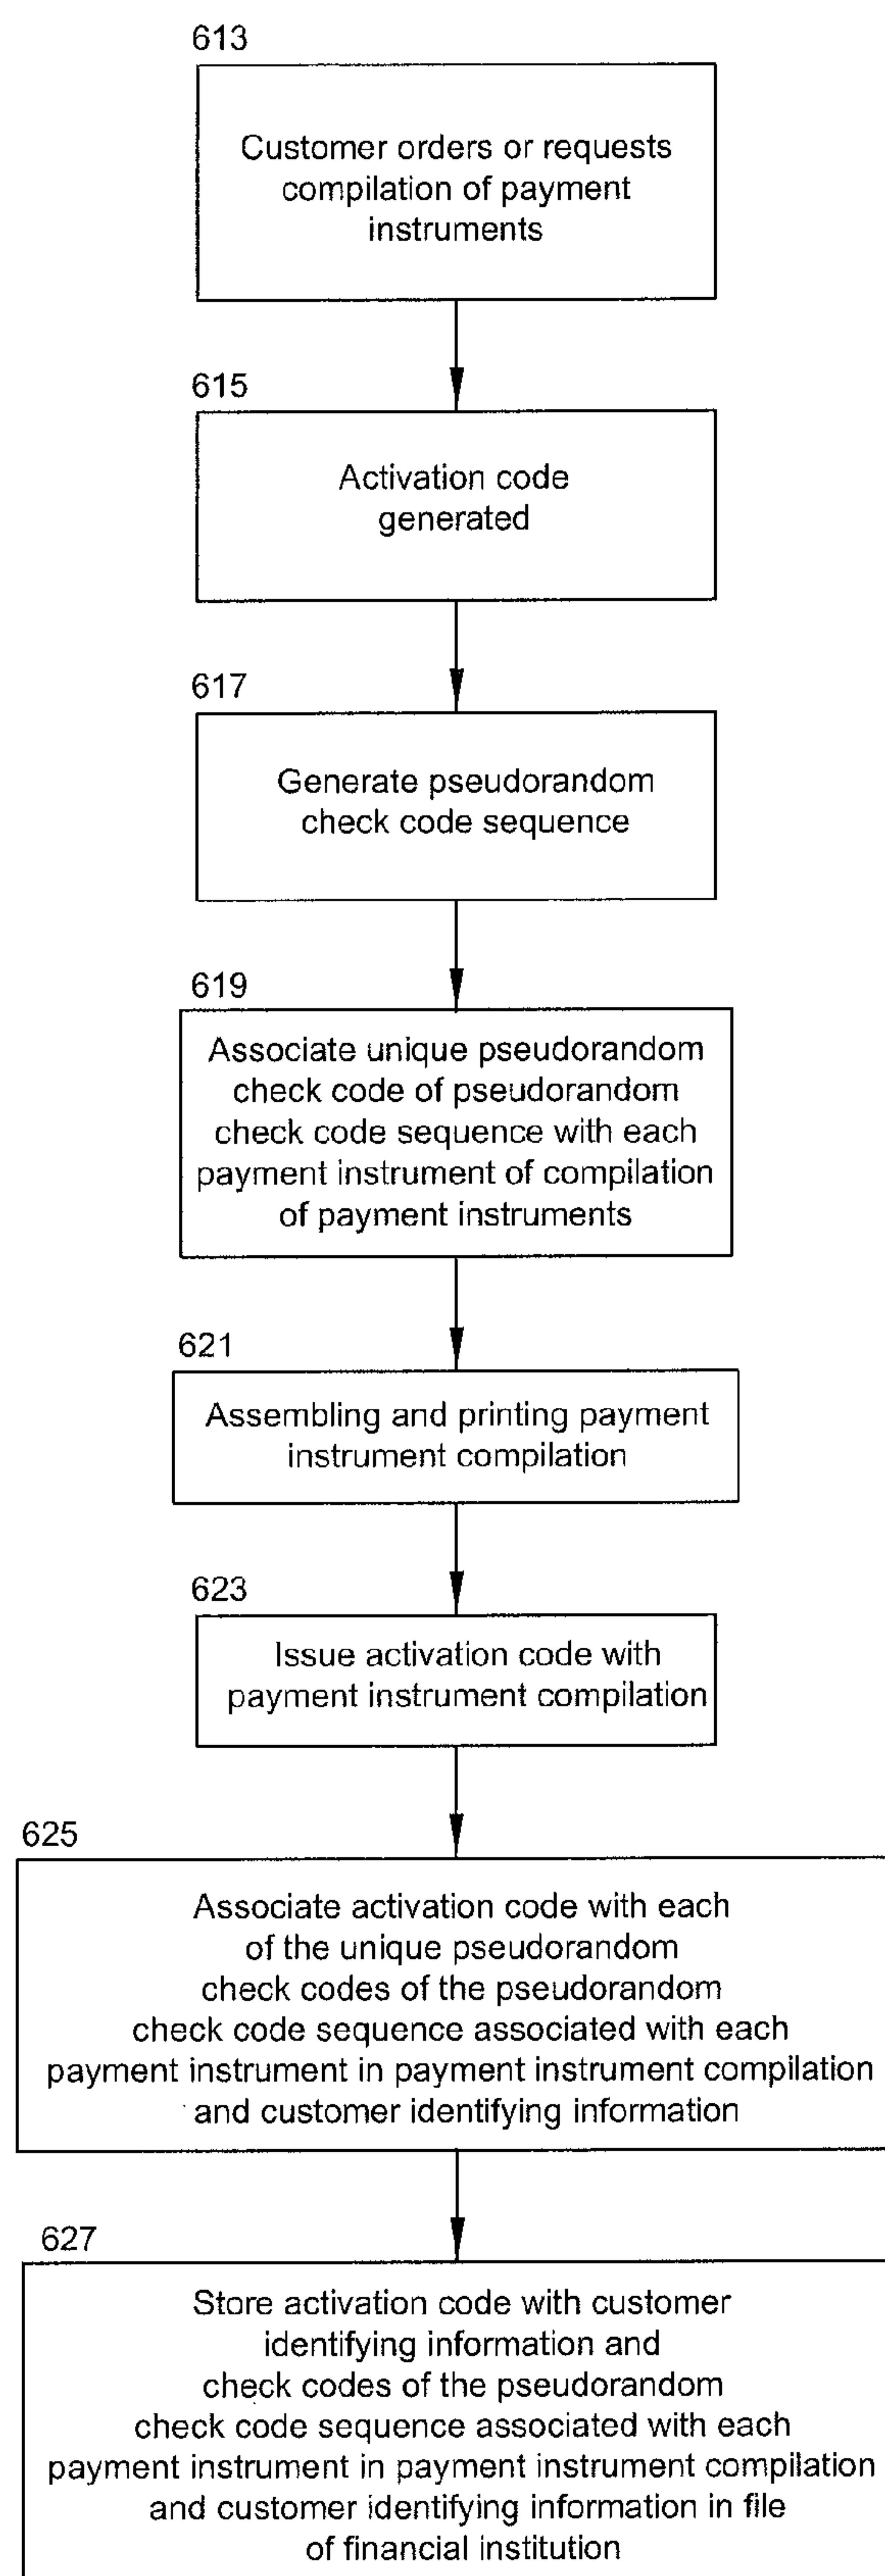 613
Customer orders or requests
compilation of payment
instruments
615
Activation code
generated
617
Generate pseudorandom
check code sequence
619
Associate unique pseudorandom
check code of pseudorandom
check code sequence with each
payment instrument of compilation
of payment instruments
621
Assembling and printing payment
instrument compilation
623
Issue activation code with
payment instrument compilation
625
Associate activation code with each
of the unique pseudorandom
check codes of the pseudorandom
check code sequence associated with each
payment instrument in payment instrument compilation
and customer identifying information
627
Store activation code with customer
identifying information and
check codes of the pseudorandom
check code sequence associated with each
payment instrument in payment instrument compilation
and customer identifying information in file
of financial institution